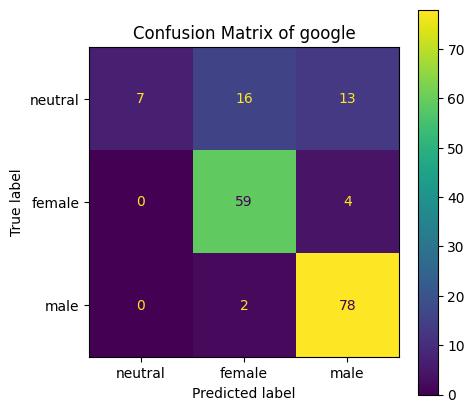 Confusion Matrix of google
True label
neutral 7 16 13
female 0 59 4
male 0 2 78
neutral female male
Predicted label
70
60
50
40
30
20
10
0